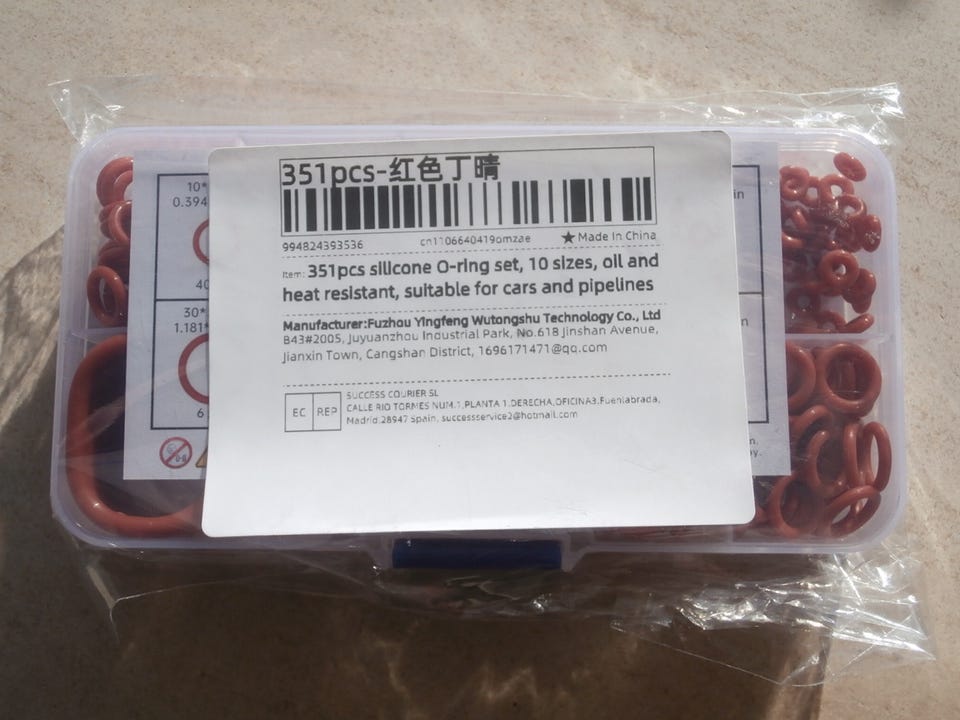 351pcs-红色丁晴
994824393536 cn1106640419omzae ★Made In China
Item: 351pcs silicone O-ring set, 10 sizes, oil and
heat resistant, suitable for cars and pipelines
Manufacturer:Fuzhou Yingfeng Wutongshu Technology Co., Ltd
B43#2005, Juyuanzhou Industrial Park, No.618 Jinshan Avenue,
Jianxin Town, Cangshan District, 1696171471@qq.com
EC REP
SUCCESS COURIER SL
CALLE RIO TORMES NUM.1,PLANTA 1,DERECHA,OFICINA3,Fuenlabrada,
Madrid,28947 Spain, successservice2@hotmail.com
10*
0.394
40
30*
1.181*
6
in